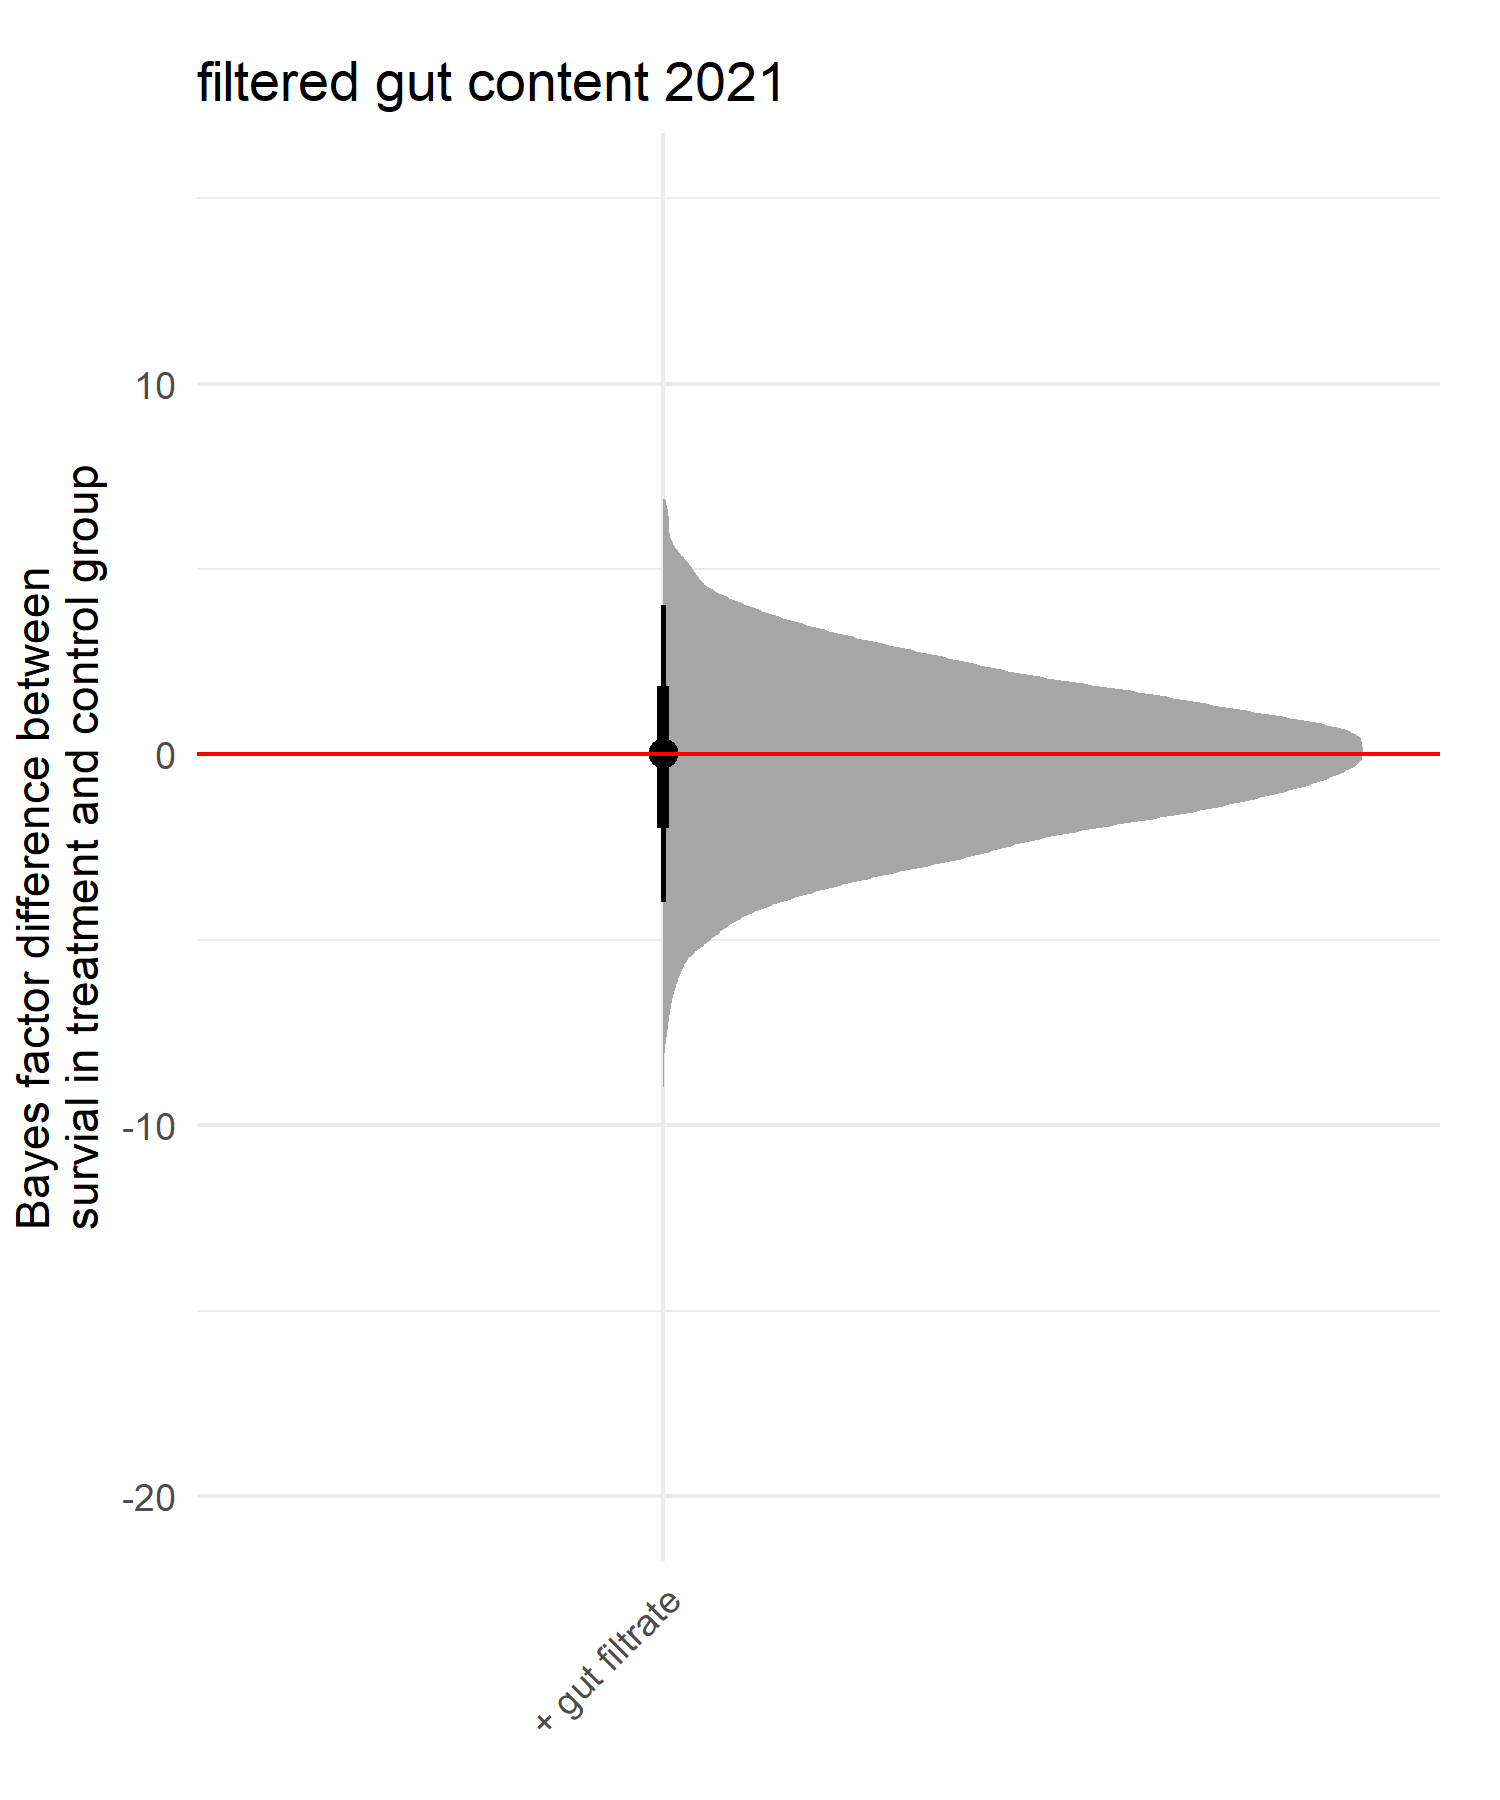 filtered gut content 2021
Bayes factor difference between
survial in treatment and control group
10
0
-10
-20
+ gut filtrate